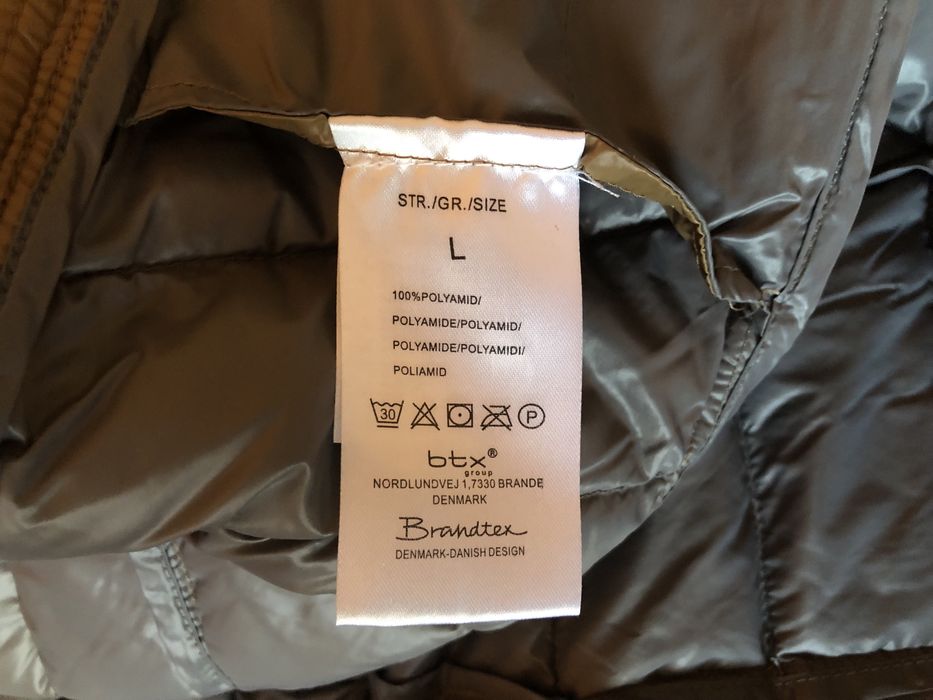 STR./GR./SIZE
L
100%POLYAMID/
POLYAMIDE/POLYAMID/
POLYAMIDE/POLYAMIDI/
POLIAMID
30 P
btx®
group
NORDLUNDVEJ 1,7330 BRANDE
DENMARK
Brandtex
DENMARK-DANISH DESIGN